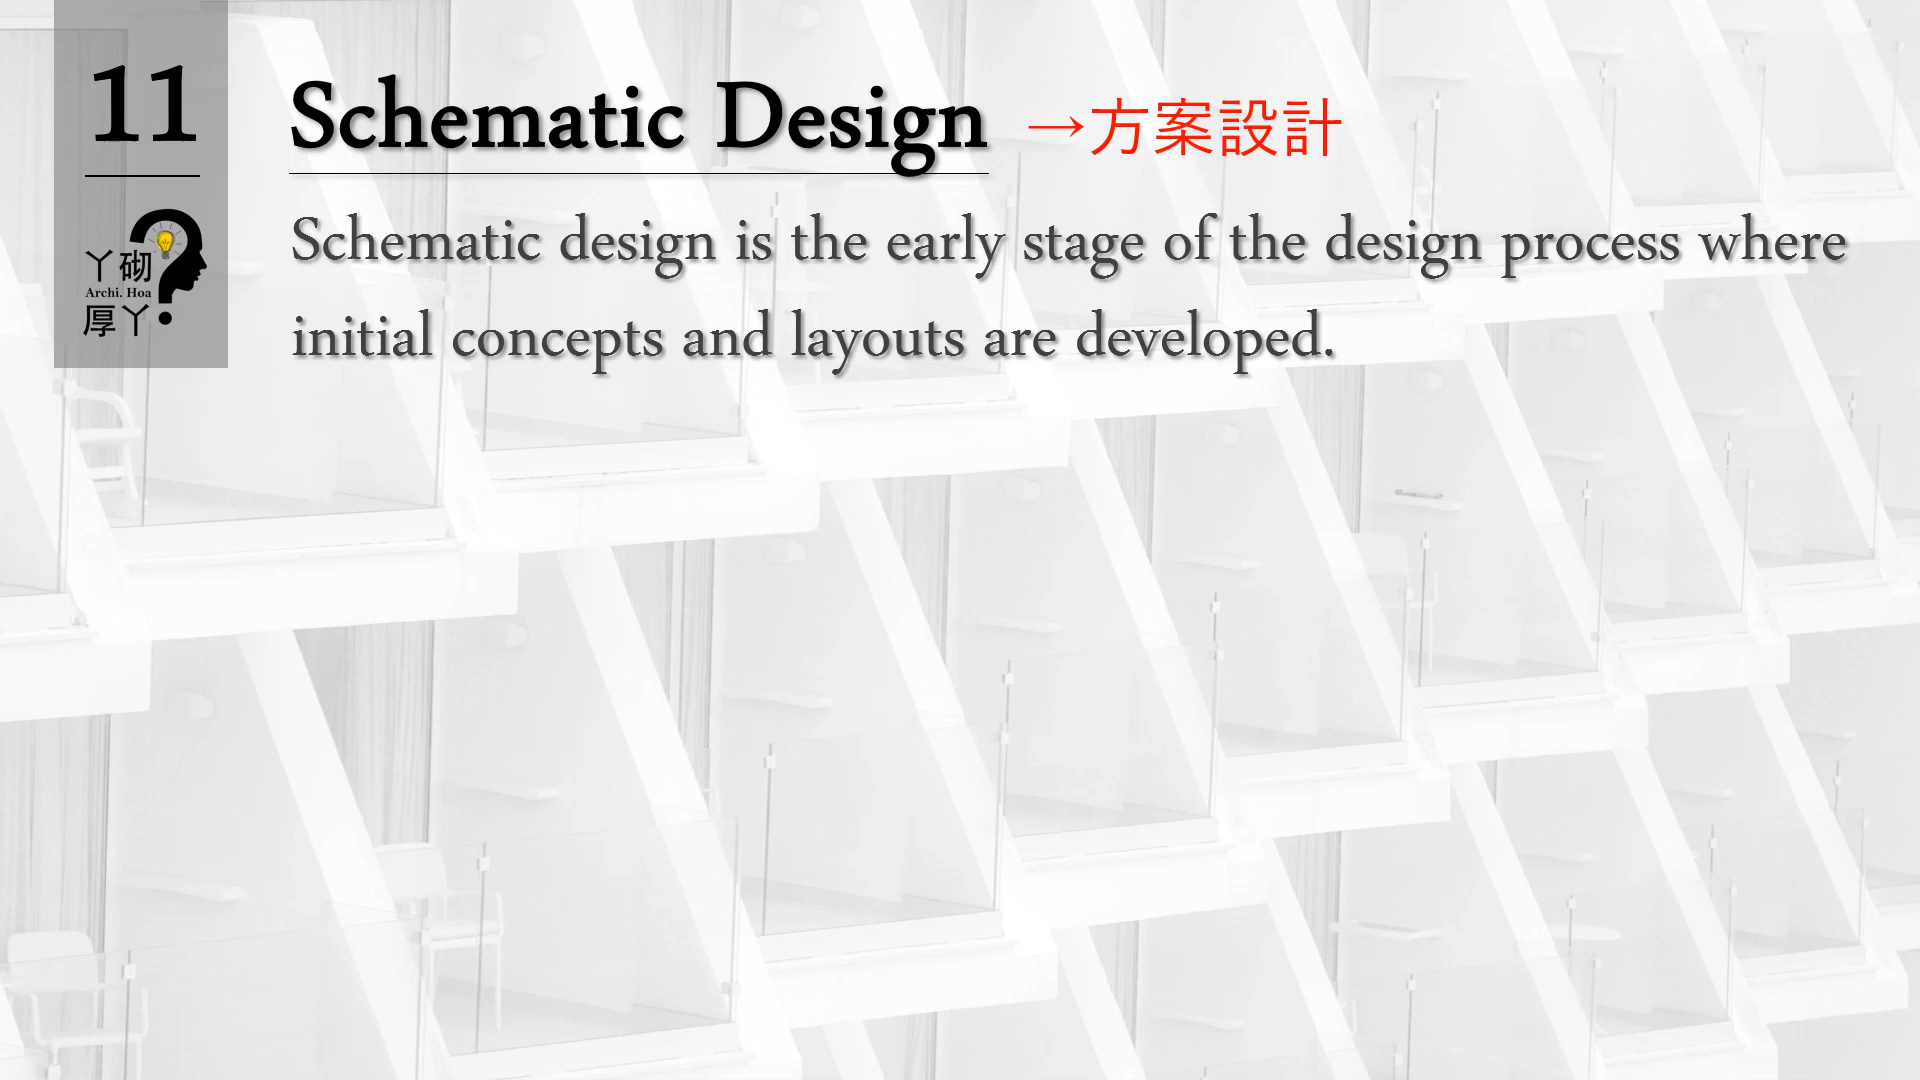 11
Schematic Design →方案設計
Schematic design is the early stage of the design process where
initial concepts and layouts are developed.
丫砌
Archi. Hoa
厚丫